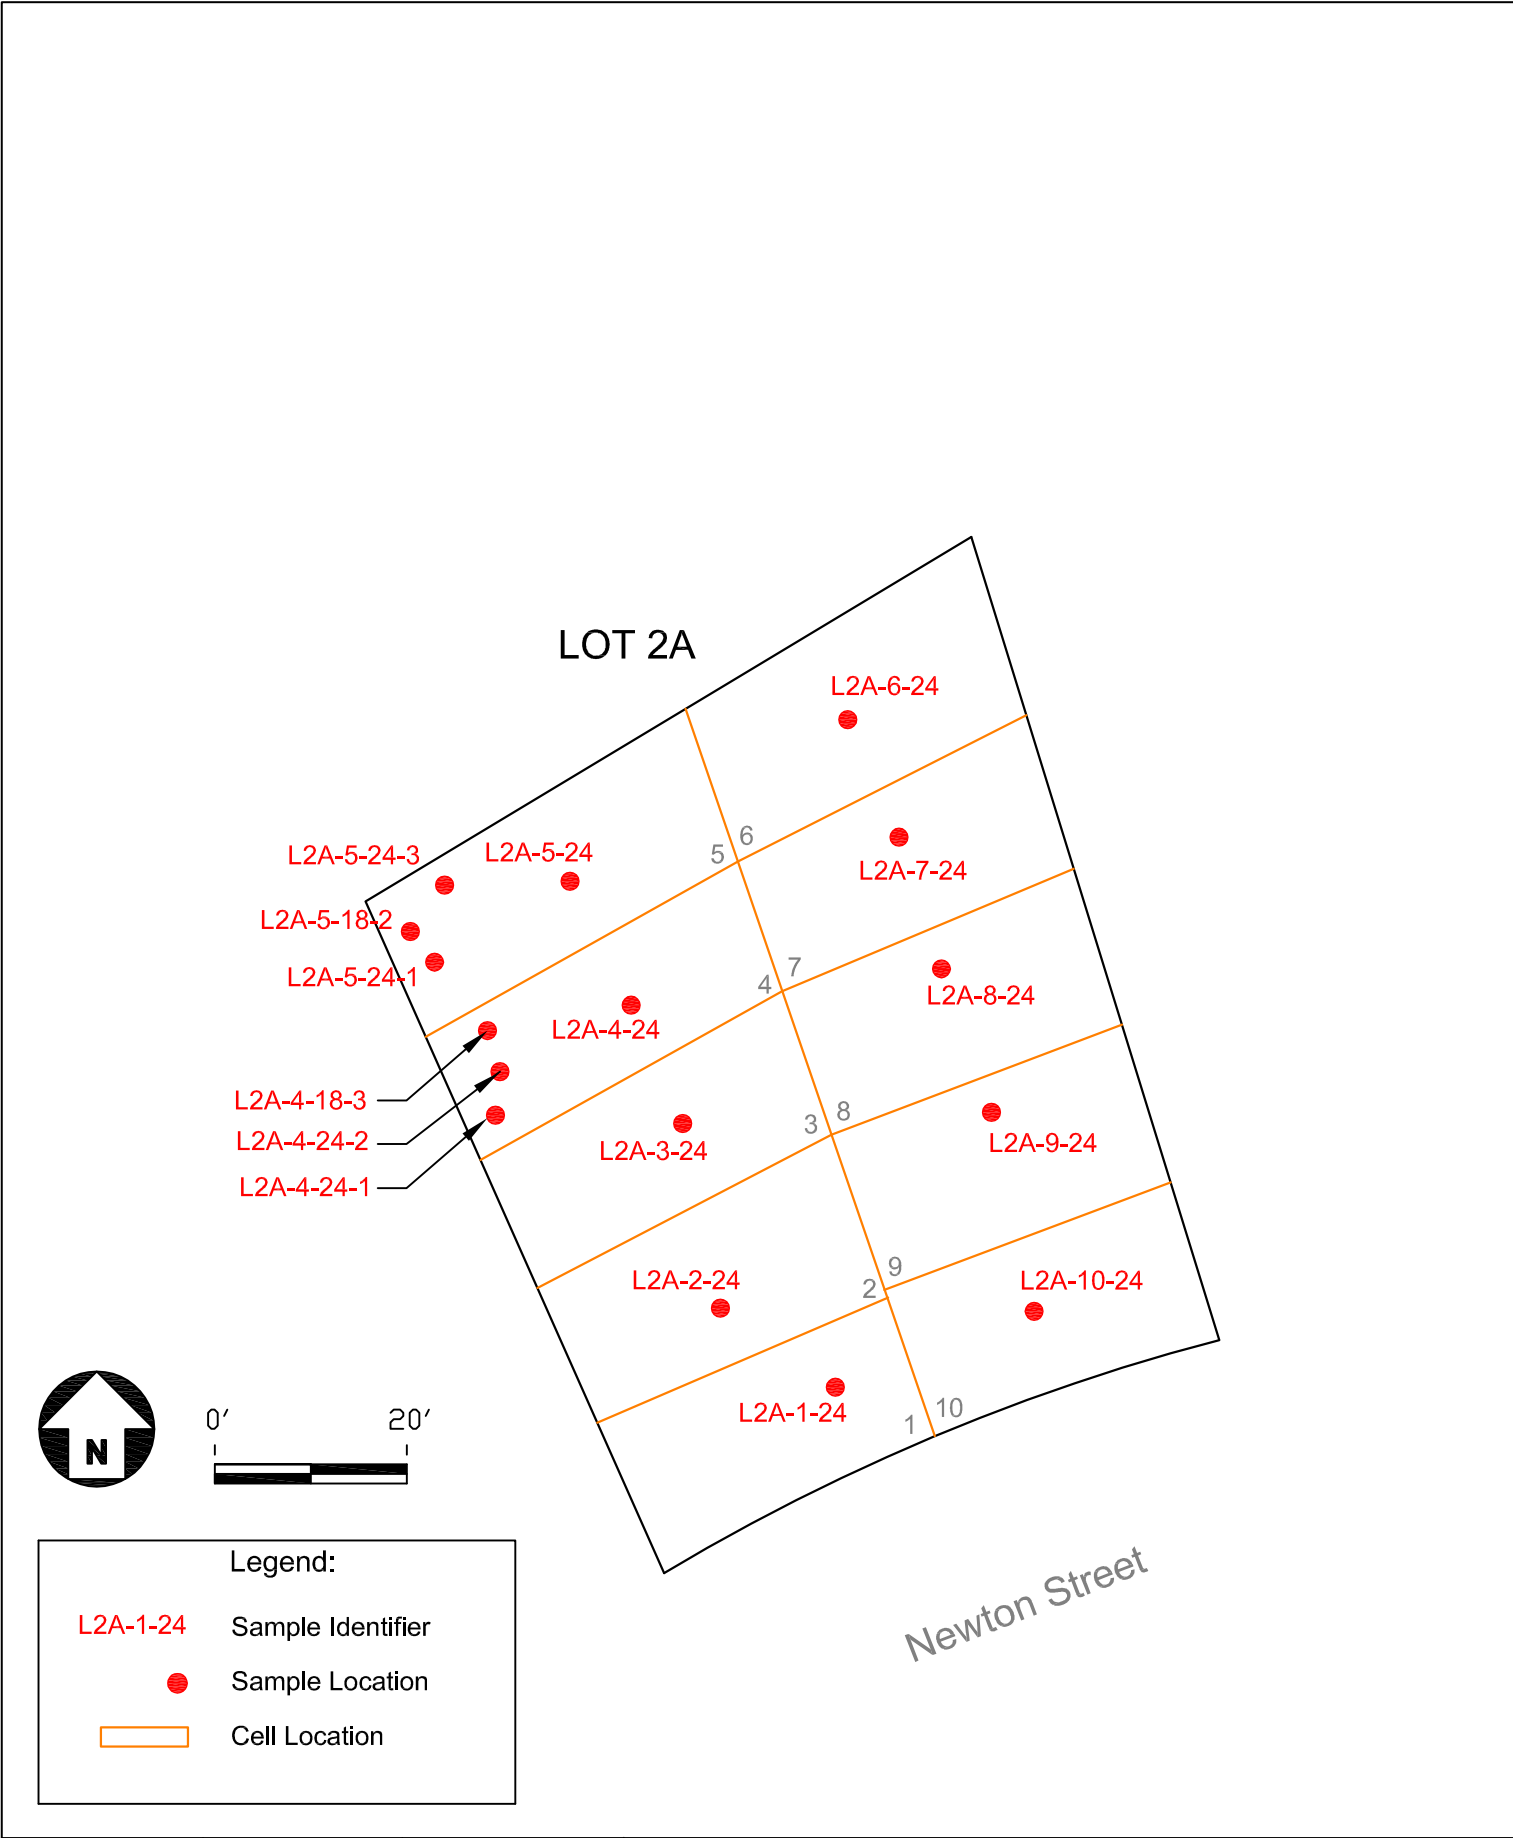 LOT 2A
L2A-6-24
6
5
L2A-5-24-3
L2A-5-24
L2A-7-24
L2A-5-18-2
L2A-5-24-1
7
4
L2A-8-24
L2A-4-24
L2A-4-18-3
8
3
L2A-4-24-2
L2A-3-24
L2A-9-24
L2A-4-24-1
9
2
L2A-2-24
L2A-10-24
L2A-1-24
1
10
0'
20'
N
Newton Street
Legend:
L2A-1-24 Sample Identifier
Sample Location
Cell Location